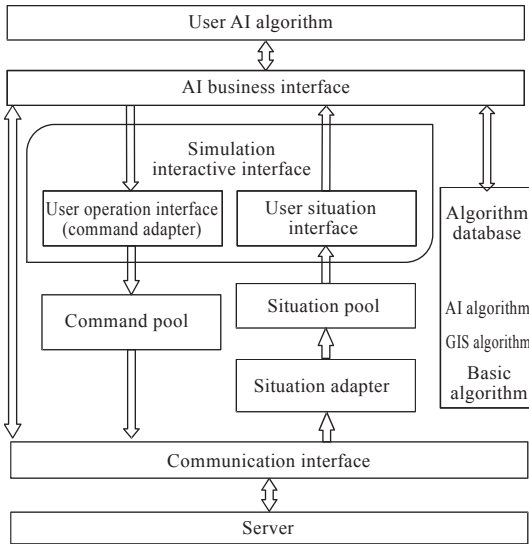 User AI algorithm
AI business interface
Simulation
interactive interface
User operation interface
(command adapter)
User situation
interface
Algorithm
database
AI algorithm
GIS algorithm
Basic
algorithm
Command pool
Situation pool
Situation adapter
Communication interface
Server